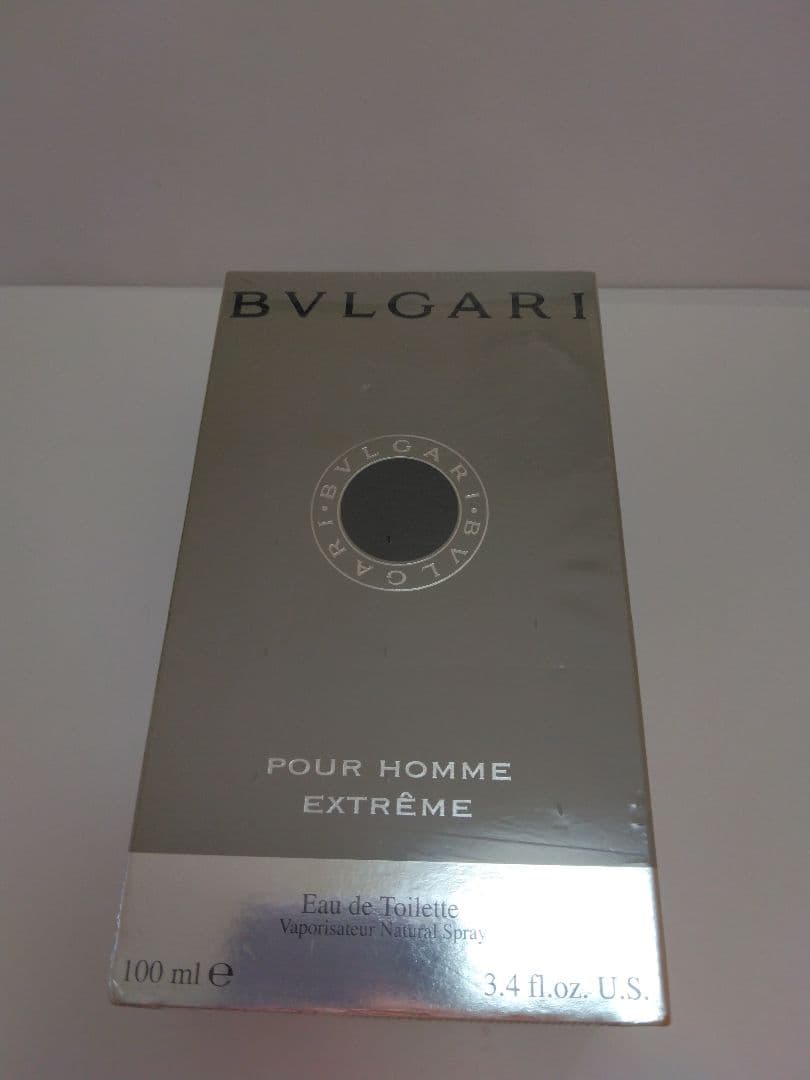 BVLGARI
BVLGARI · BVLGARI ·
POUR HOMME
EXTRÊME
Eau de Toilette
Vaporisateur Natural Spray
100 ml ℮
3.4 fl.oz. U.S.